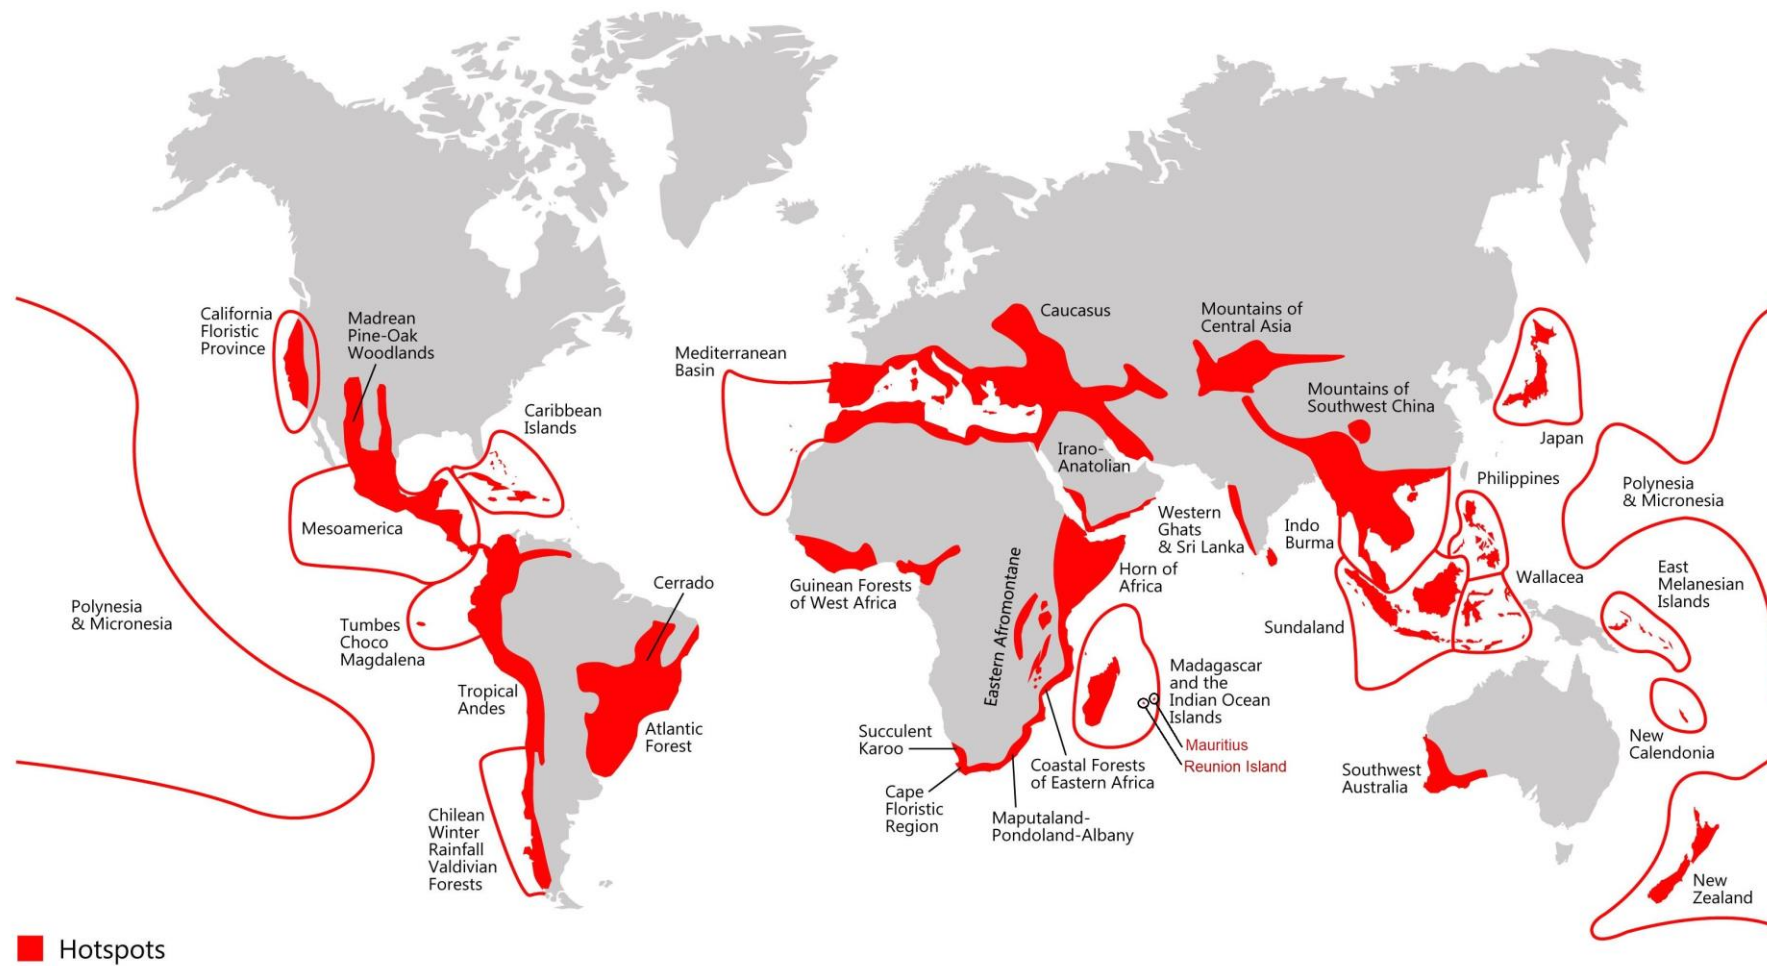 California
Floristic
Province
Madrean
Pine-Oak
Woodlands
Caribbean
Islands
Mesoamerica
Polynesia
& Micronesia
Tumbes
Choco
Magdalena
Tropical
Andes
Cerrado
Atlantic
Forest
Chilean
Winter
Rainfall
Valdivian
Forests
Mediterranean
Basin
Caucasus
Mountains of
Central Asia
Mountains of
Southwest China
Irano-
Anatolian
Japan
Philippines
Polynesia
& Micronesia
Western
Ghats
& Sri Lanka
Indo
Burma
Guinean Forests
of West Africa
Eastern Afromontane
Horn of
Africa
Wallacea
East
Melanesian
Islands
Sundaland
Madagascar
and the
Indian Ocean
Islands
Mauritius
Reunion Island
Succulent
Karoo
Cape
Floristic
Region
Coastal Forests
of Eastern Africa
Maputaland-
Pondoland-Albany
New
Calendonia
Southwest
Australia
New
Zealand
Hotspots